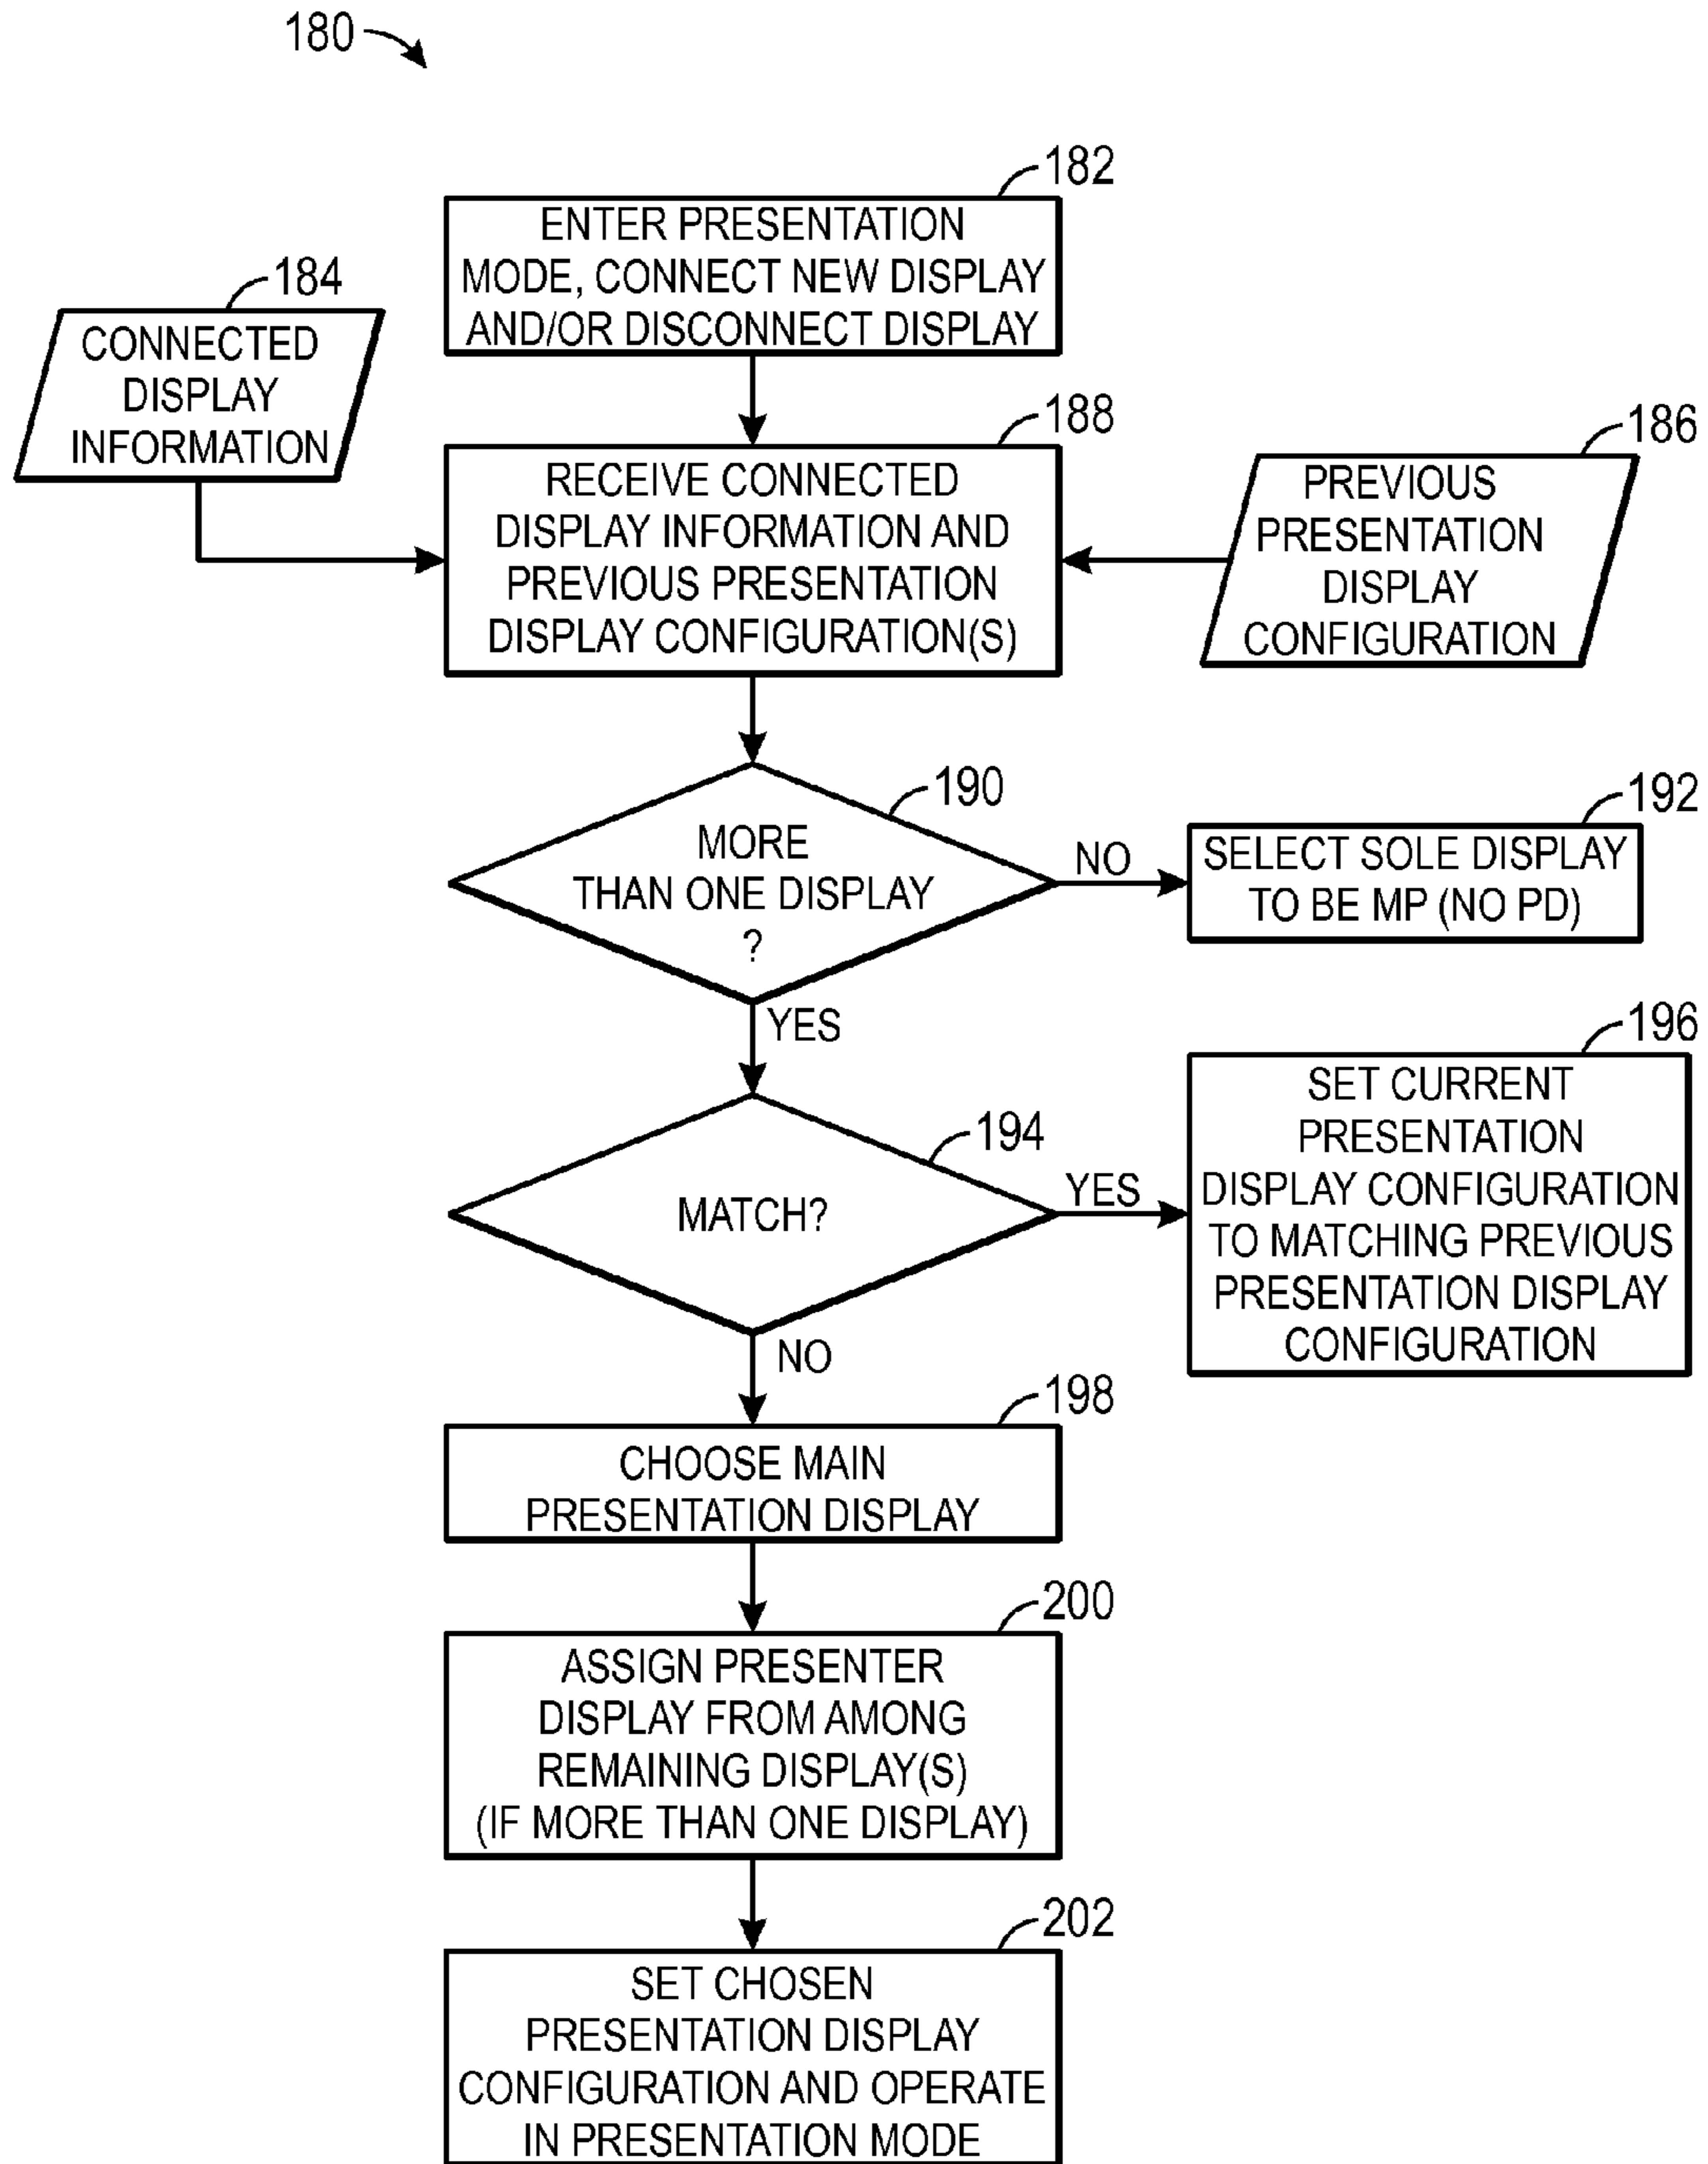 180
182
ENTER PRESENTATION
MODE, CONNECT NEW DISPLAY
AND/OR DISCONNECT DISPLAY
184
CONNECTED
DISPLAY
INFORMATION
188
RECEIVE CONNECTED
DISPLAY INFORMATION AND
PREVIOUS PRESENTATION
DISPLAY CONFIGURATION(S)
186
PREVIOUS
PRESENTATION
DISPLAY
CONFIGURATION
190
MORE
THAN ONE DISPLAY
?
NO
192
SELECT SOLE DISPLAY
TO BE MP (NO PD)
YES
194
MATCH?
YES
196
SET CURRENT
PRESENTATION
DISPLAY CONFIGURATION
TO MATCHING PREVIOUS
PRESENTATION DISPLAY
CONFIGURATION
NO
198
CHOOSE MAIN
PRESENTATION DISPLAY
200
ASSIGN PRESENTER
DISPLAY FROM AMONG
REMAINING DISPLAY(S)
(IF MORE THAN ONE DISPLAY)
202
SET CHOSEN
PRESENTATION DISPLAY
CONFIGURATION AND OPERATE
IN PRESENTATION MODE